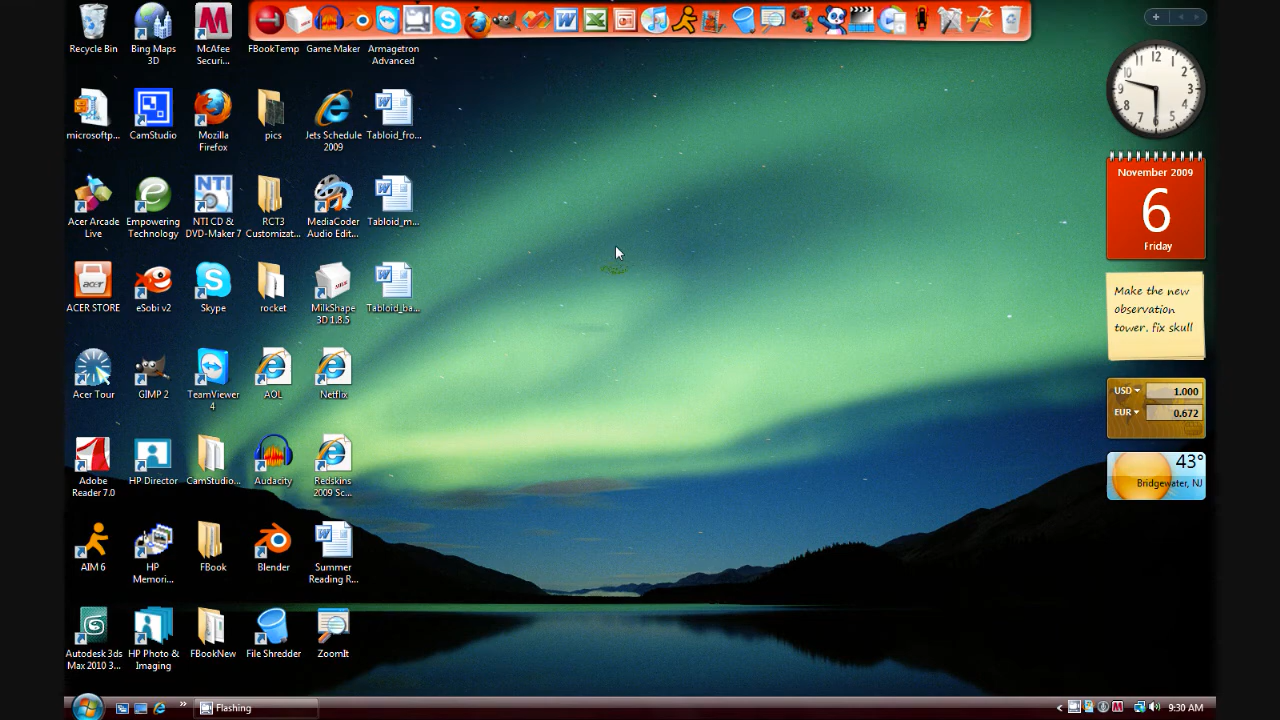 Recycle Bin
Bing Maps
3D
McAfee
Securi...
FBookTemp
Game Maker
Armagetron
Advanced
microsoftp...
CamStudio
Mozilla
Firefox
pics
Jets Schedule
2009
Tabloid_fro...
Acer Arcade
Live
Empowering
Technology
NTI CD &
DVD-Maker 7
RCT3
Customizat...
MediaCoder
Audio Edit...
Tabloid_m...
ACER STORE
eSobi v2
Skype
rocket
MilkShape
3D 1.8.5
Tabloid_ba...
Acer Tour
GIMP 2
TeamViewer
4
AOL
Netflix
Adobe
Reader 7.0
HP Director
CamStudio...
Audacity
Redskins
2009 Sc...
AIM 6
HP
Memori...
FBook
Blender
Summer
Reading R...
Autodesk 3ds
Max 2010 3...
HP Photo &
Imaging
FBookNew
File Shredder
ZoomIt
November 2009
6
Friday
Make the new
observation
tower. fix skull
USD 1.000
EUR 0.672
43°
Bridgewater, NJ
Flashing
9:30 AM